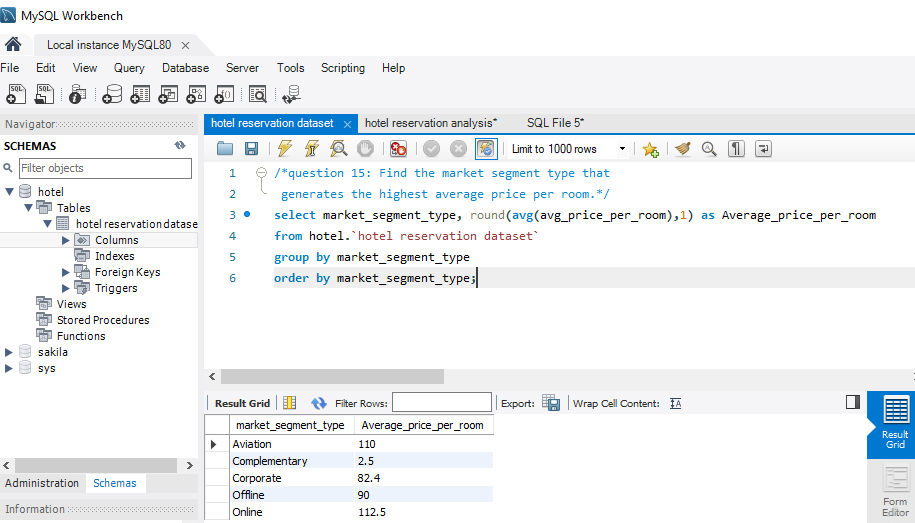 MySQL Workbench
Local instance MySQL80
File Edit View Query Database Server Tools Scripting Help
Navigator
SCHEMAS
Filter objects
hotel
Tables
hotel reservation datase
Columns
Indexes
Foreign Keys
Triggers
Views
Stored Procedures
Functions
sakila
sys
Administration Schemas
Information
hotel reservation dataset hotel reservation analysis* SQL File 5*
Limit to 1000 rows
1 /*question 15: Find the market segment type that
2 generates the highest average price per room.*/
3 select market_segment_type, round(avg(avg_price_per_room),1) as Average_price_per_room
4 from hotel.`hotel reservation dataset`
5 group by market_segment_type
6 order by market_segment_type;
Result Grid Filter Rows: Export: Wrap Cell Content:
market_segment_type Average_price_per_room
Aviation 110
Complementary 2.5
Corporate 82.4
Offline 90
Online 112.5
Result
Grid
Form
Editor